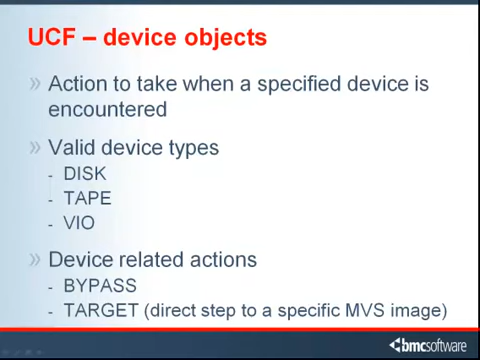 UCF – device objects
» Action to take when a specified device is
encountered
» Valid device types
- DISK
- TAPE
- VIO
» Device related actions
- BYPASS
- TARGET (direct step to a specific MVS image)
bmcsoftware